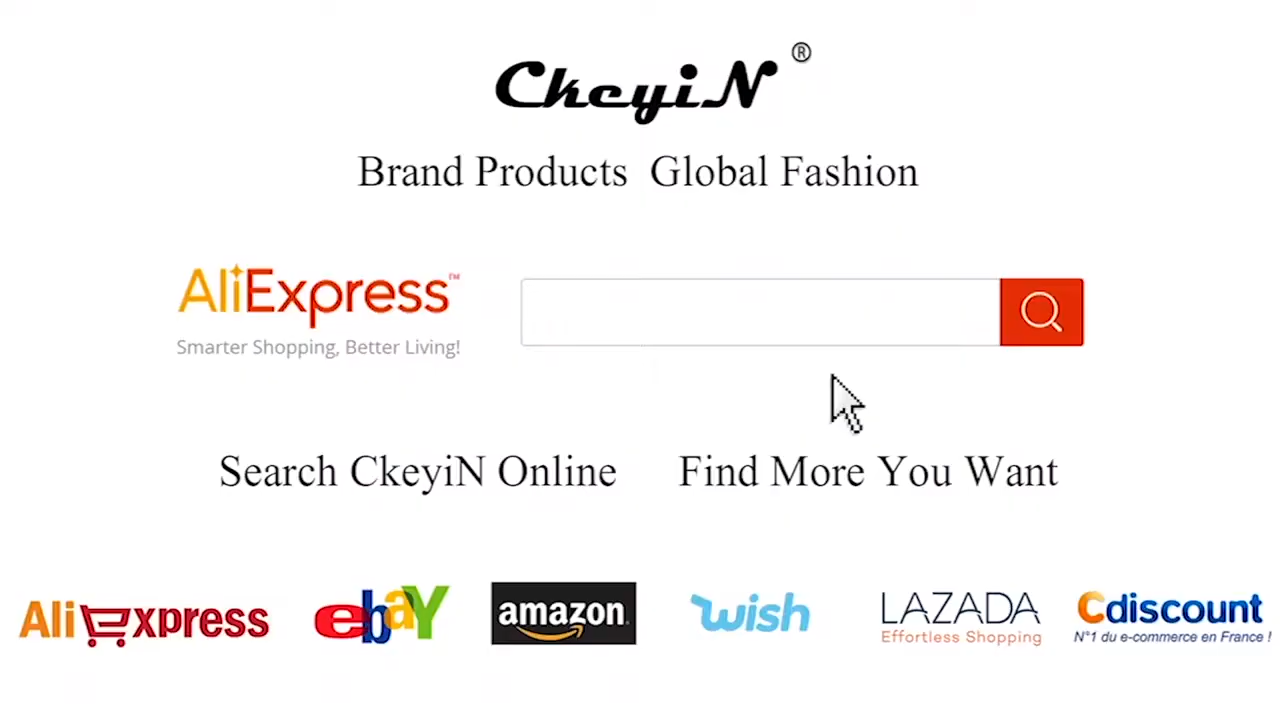 CkeyiN ®
Brand Products Global Fashion
AliExpress™
Smarter Shopping, Better Living!
Search CkeyiN Online Find More You Want
AliExpress ebay amazon wish LAZADA Cdiscount
Effortless Shopping N°1 du e-commerce en France !